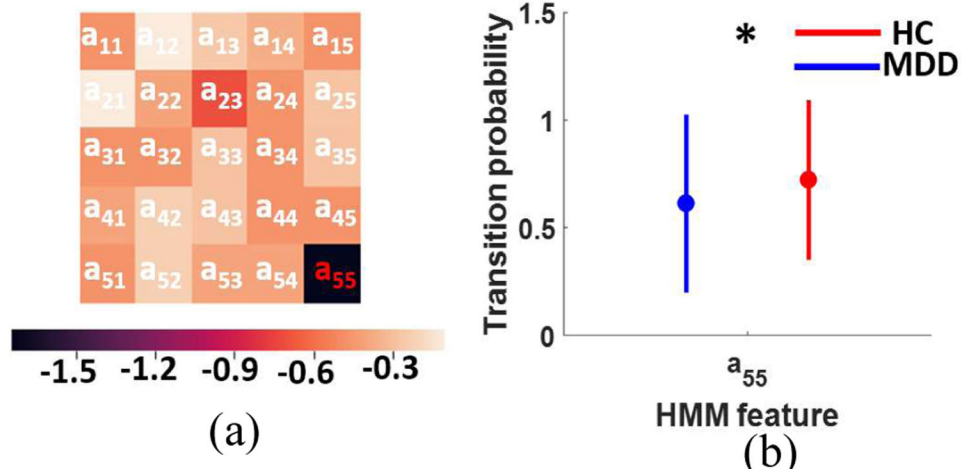 a11 a12 a13 a14 a15
a21 a22 a23 a24 a25
a31 a32 a33 a34 a35
a41 a42 a43 a44 a45
a51 a52 a53 a54 a55
-1.5 -1.2 -0.9 -0.6 -0.3
(a)
1.5
1
0.5
0
Transition probability
*
HC
MDD
a55
HMM feature
(b)